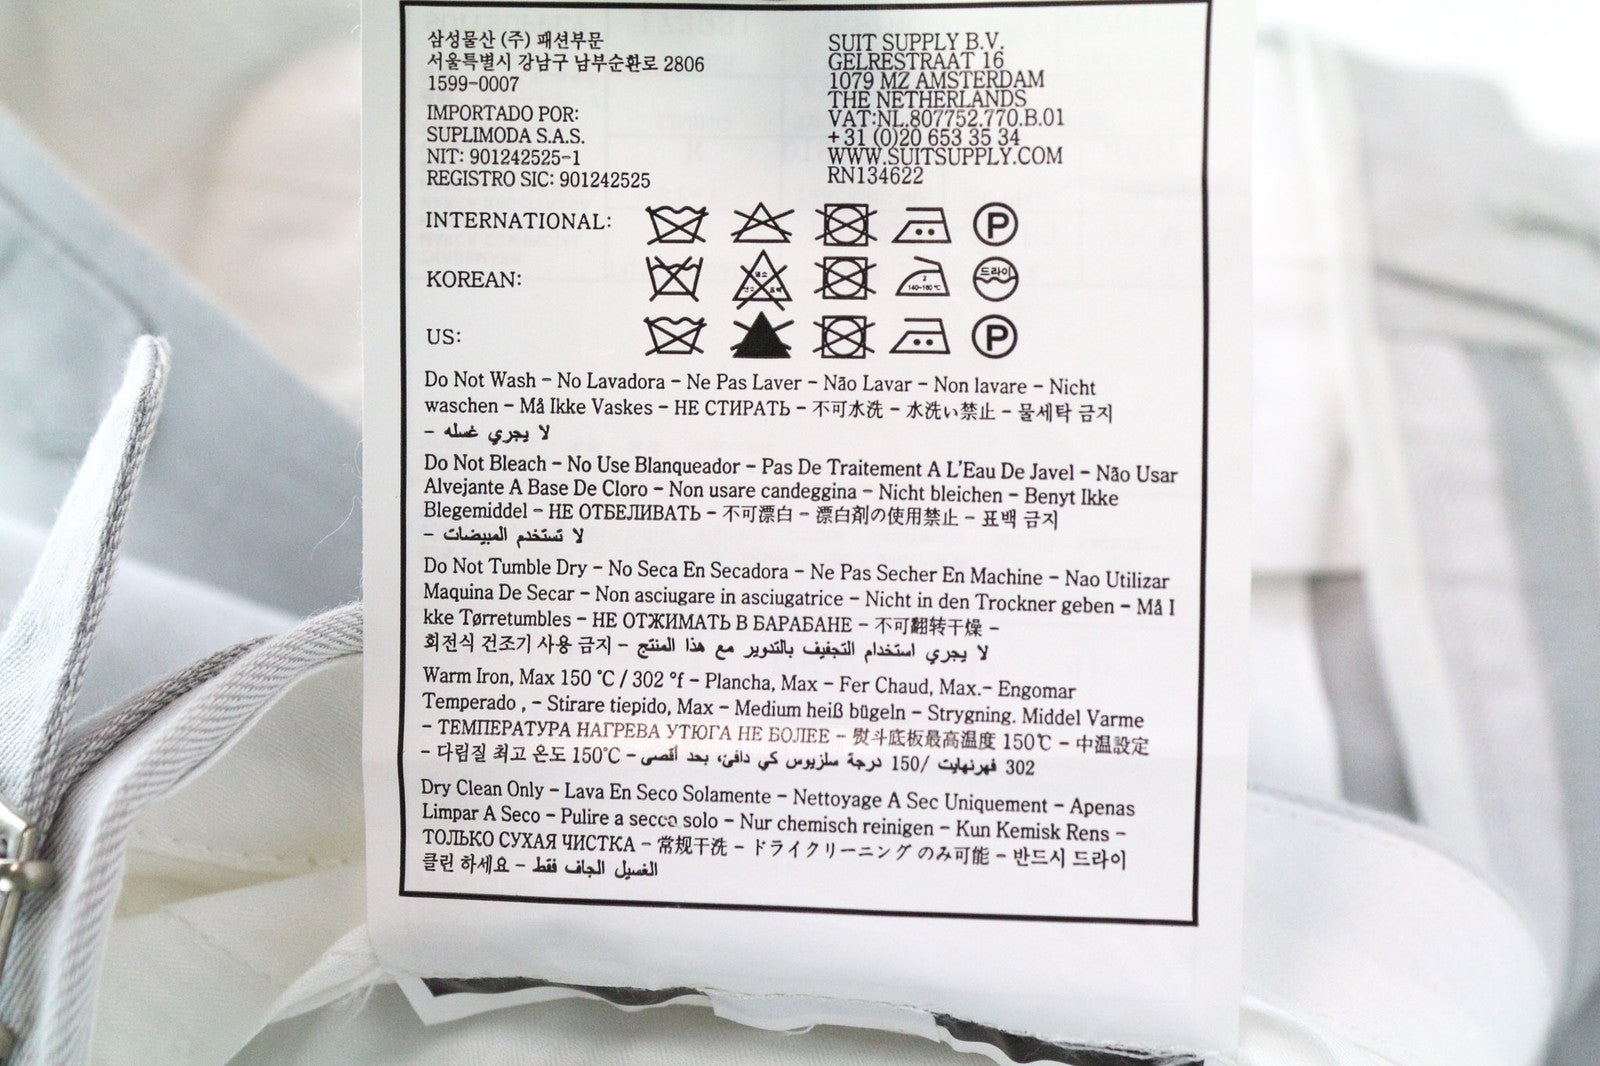 삼성물산 (주) 패션부문
서울특별시 강남구 남부순환로 2806
1599-0007
IMPORTADO POR:
SUPLIMODA S.A.S.
NIT: 901242525-1
REGISTRO SIC: 901242525
SUIT SUPPLY B.V.
GELRESTRAAT 16
1079 MZ AMSTERDAM
THE NETHERLANDS
VAT:NL.807752.770.B.01
+31 (0)20 653 35 34
WWW.SUITSUPPLY.COM
RN134622
INTERNATIONAL:
P
KOREAN:
2
140~160℃
드라이
US:
P
Do Not Wash - No Lavadora - Ne Pas Laver - Não Lavar - Non lavare - Nicht
waschen - Må Ikke Vaskes - НЕ СТИРАТЬ - 不可水洗 - 水洗い禁止 - 물세탁 금지
- لا يجري غسله
Do Not Bleach - No Use Blanqueador - Pas De Traitement A L'Eau De Javel - Não Usar
Alvejante A Base De Cloro - Non usare candeggina - Nicht bleichen - Benyt Ikke
Blegemiddel - НЕ ОТБЕЛИВАТЬ - 不可漂白 - 漂白剤の使用禁止 - 표백 금지
- لا تستخدم المبيضات
Do Not Tumble Dry - No Seca En Secadora - Ne Pas Secher En Machine - Nao Utilizar
Maquina De Secar - Non asciugare in asciugatrice - Nicht in den Trockner geben - Må I
kke Tørretumbles - НЕ ОТЖИМАТЬ В БАРАБАНЕ - 不可翻转干燥 -
회전식 건조기 사용 금지 - لا يجري استخدام التجفيف بالتدوير مع هذا المنتج
Warm Iron, Max 150 °C / 302 °f - Plancha, Max - Fer Chaud, Max.- Engomar
Temperado , - Stirare tiepido, Max - Medium heiß bügeln - Strygning. Middel Varme
- ТЕМПЕРАТУРА НАГРЕВА УТЮГА НЕ БОЛЕЕ - 熨斗底板最高温度 150℃ - 中温設定
- 다림질 최고 온도 150℃ - 302 فهرنهايت /150 درجة سلزيوس كي دافئ، بحد أقصى
Dry Clean Only - Lava En Seco Solamente - Nettoyage A Sec Uniquement - Apenas
Limpar A Seco - Pulire a secco solo - Nur chemisch reinigen - Kun Kemisk Rens -
ТОЛЬКО СУХАЯ ЧИСТКА - 常规干洗 - ドライクリーニング のみ可能 - 반드시 드라이
클린 하세요 - الغسيل الجاف فقط